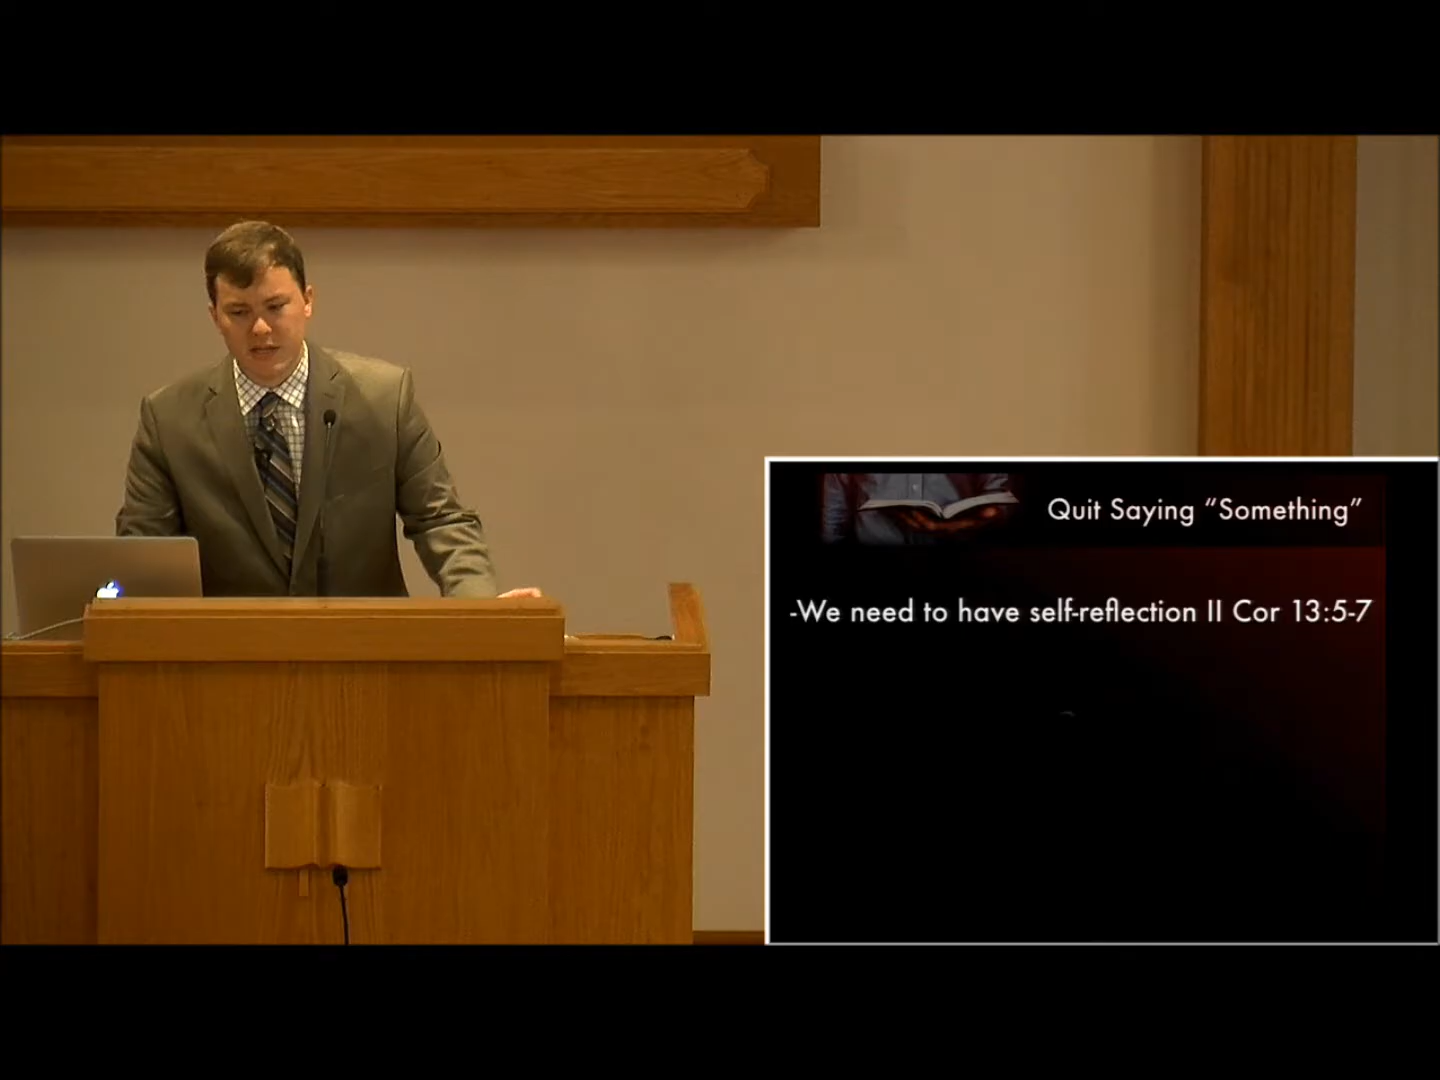 Quit Saying “Something”
-We need to have self-reflection II Cor 13:5-7